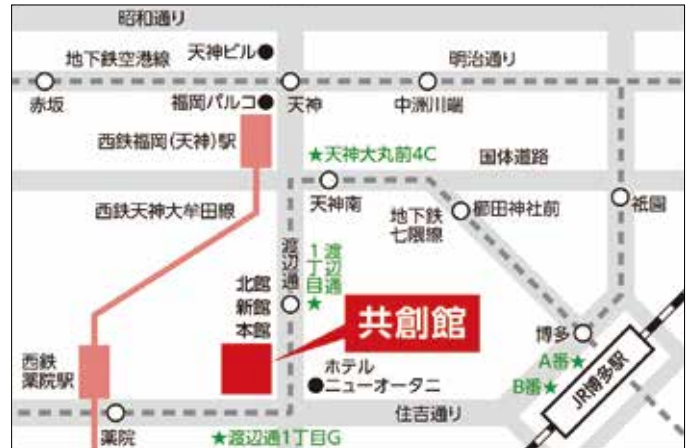 昭和通り
地下鉄空港線
天神ビル●
明治通り
赤坂
福岡パルコ●
天神
中洲川端
西鉄福岡(天神)駅
★天神大丸前4C
国体道路
西鉄天神大牟田線
天神南
地下鉄
七隈線
櫛田神社前
祇園
渡辺通
渡辺通
1丁目
★
北館
新館
本館
共創館
博多
A番★
B番★
JR博多駅
西鉄
薬院駅
ホテル
●ニューオータニ
薬院
★渡辺通1丁目G
住吉通り